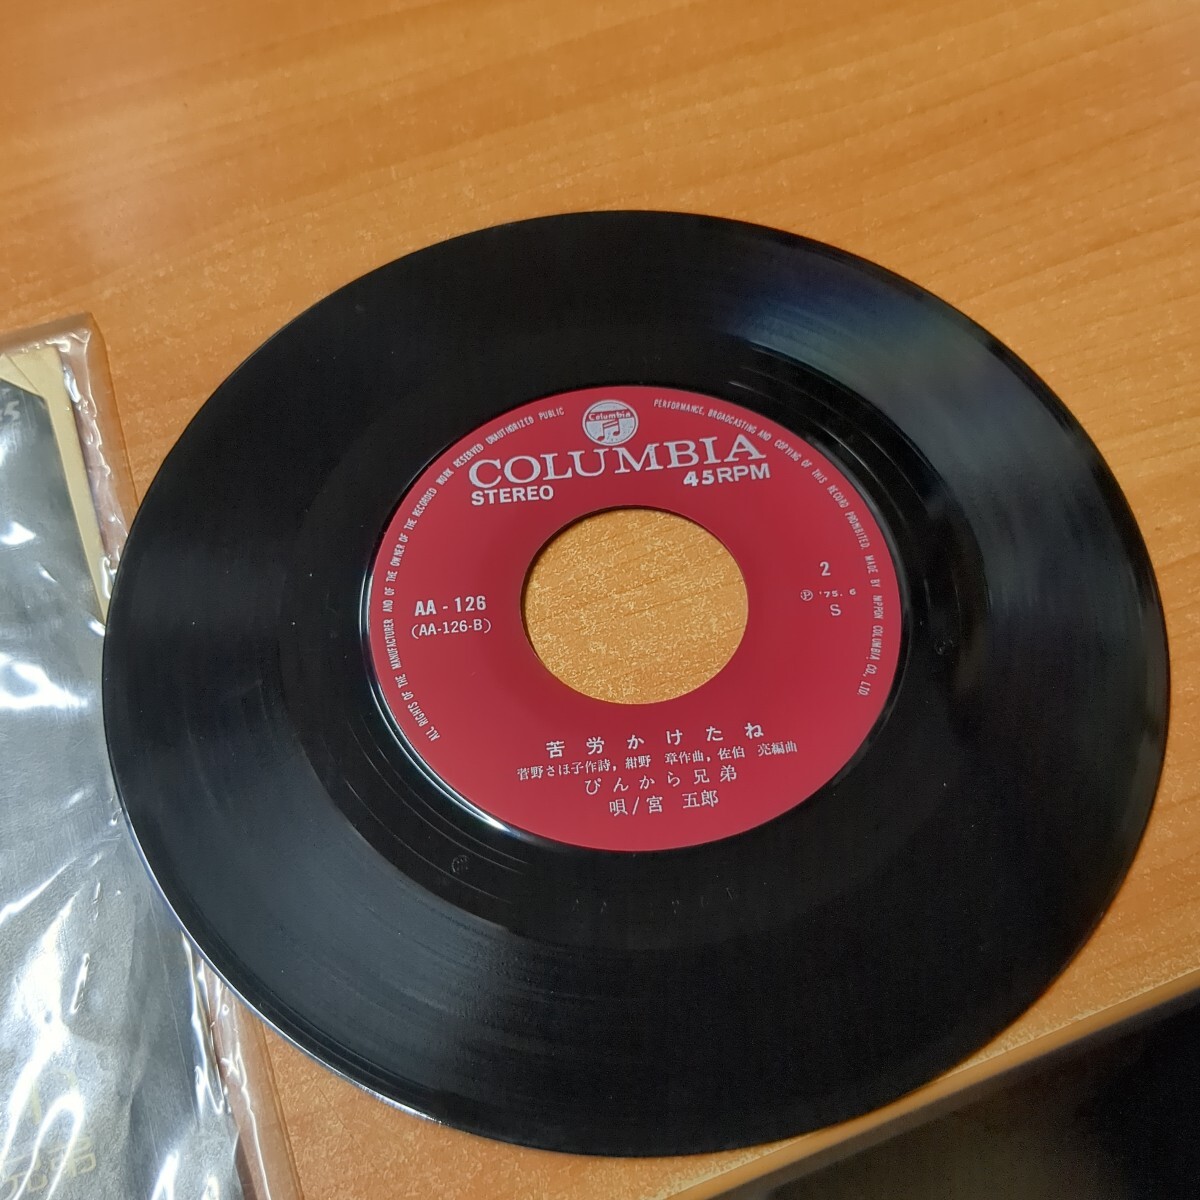 ALL RIGHTS OF THE MANUFACTURER AND OF THE OWNER OF THE RECORDED WORK RESERVED UNAUTHORIZED PUBLIC PERFORMANCE, BROADCASTING AND COPYING OF THIS RECORD PROHIBITED. MADE BY NIPPON COLUMBIA CO., LTD.
Columbia
COLUMBIA
STEREO 45RPM
2
AA - 126 Ⓟ '75. 6
(AA-126-B) S
苦労かけたね
菅野さほ子作詩, 紺野 章作曲, 佐伯 亮編曲
ぴんから兄弟
唄/宮 五郎
兄弟